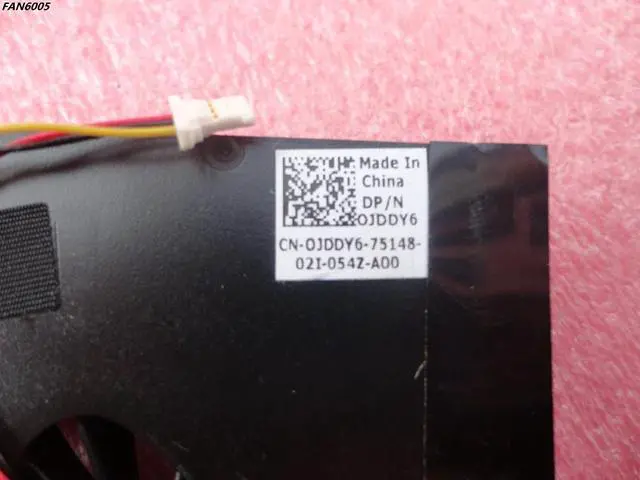 FAN6005
Made In
China
DP/N
0JDDY6
CN-0JDDY6-75148-
02I-054Z-A00